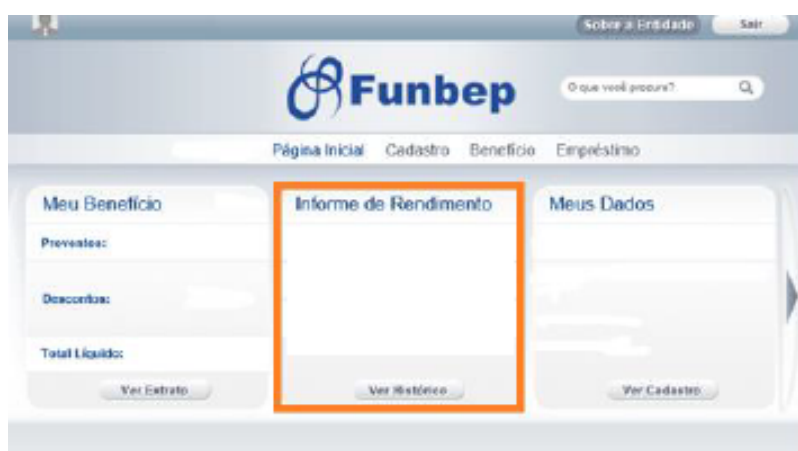 Sobre a Entidade Sair
Funbep
O que você procura?
Página Inicial Cadastro Benefício Empréstimo
Meu Benefício
Proventos:
Descontos:
Total Líquido:
Ver Extrato
Informe de Rendimento
Ver Histórico
Meus Dados
Ver Cadastro